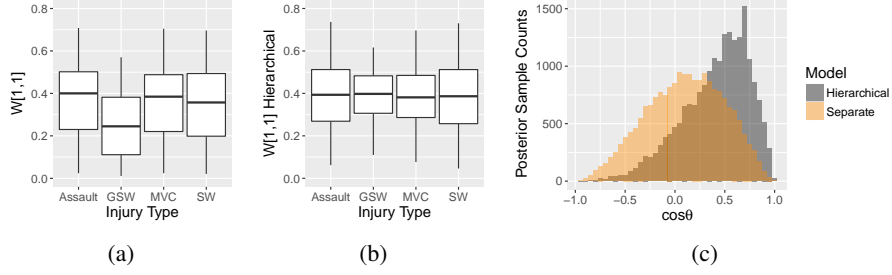 W[1,1]
0.8
0.6
0.4
0.2
0.0
Assault GSW MVC SW
Injury Type
(a)
W[1,1] Hierarchical
0.8
0.6
0.4
0.2
0.0
Assault GSW MVC SW
Injury Type
(b)
Posterior Sample Counts
1500
1000
500
0
−1.0 −0.5 0.0 0.5 1.0
cosθ
Model
Hierarchical
Separate
(c)